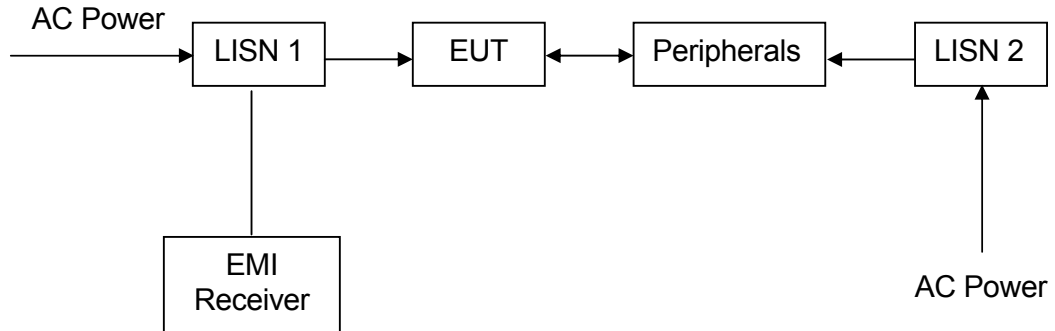 AC Power
LISN 1
EUT
Peripherals
LISN 2
EMI
Receiver
AC Power